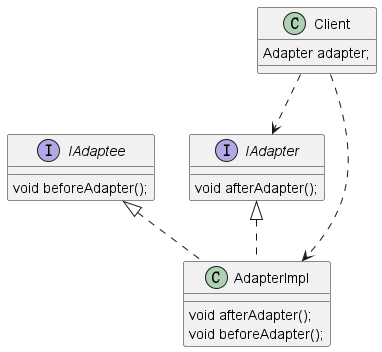 C Client
Adapter adapter;
I IAdaptee
void beforeAdapter();
I IAdapter
void afterAdapter();
C AdapterImpl
void afterAdapter();
void beforeAdapter();